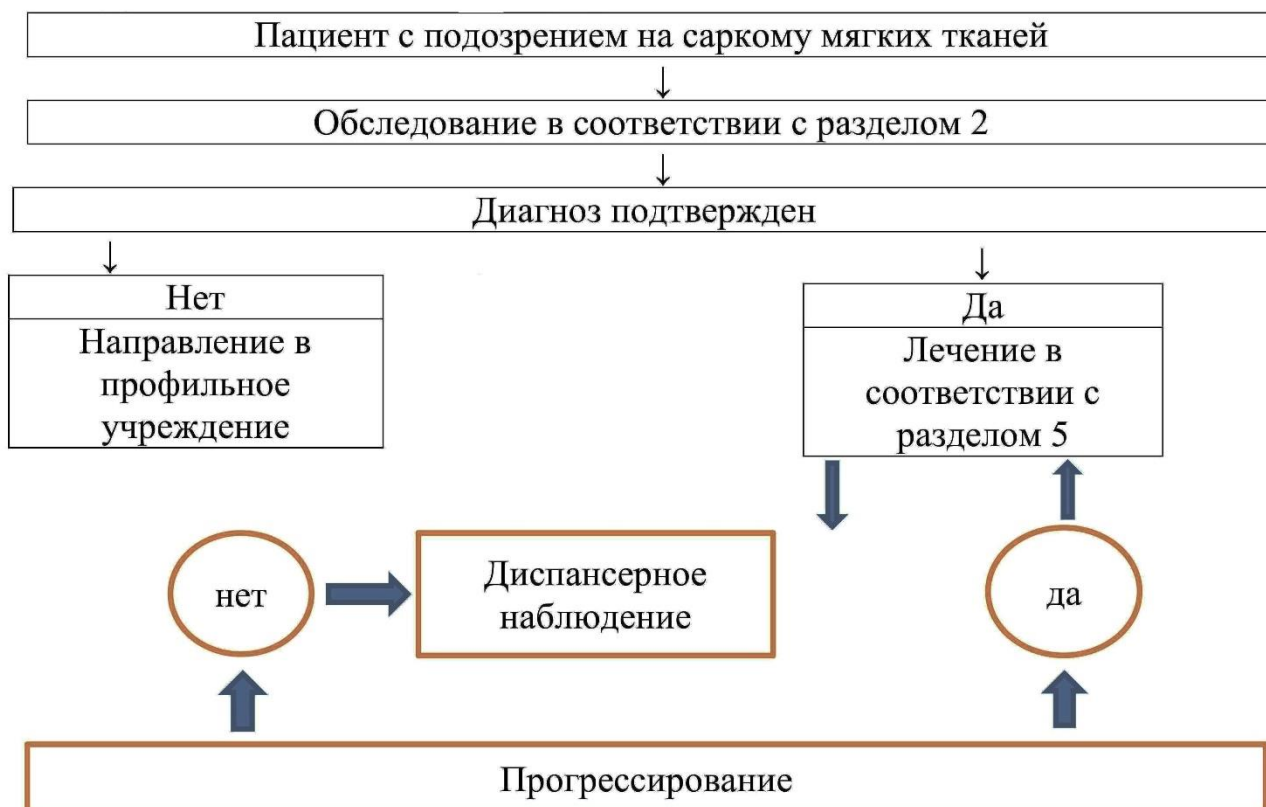 Пациент с подозрением на саркому мягких тканей
↓
Обследование в соответствии с разделом 2
↓
Диагноз подтвержден
↓ ↓
Нет
Направление в
профильное
учреждение
Да
Лечение в
соответствии с
разделом 5
нет
Диспансерное
наблюдение
да
Прогрессирование